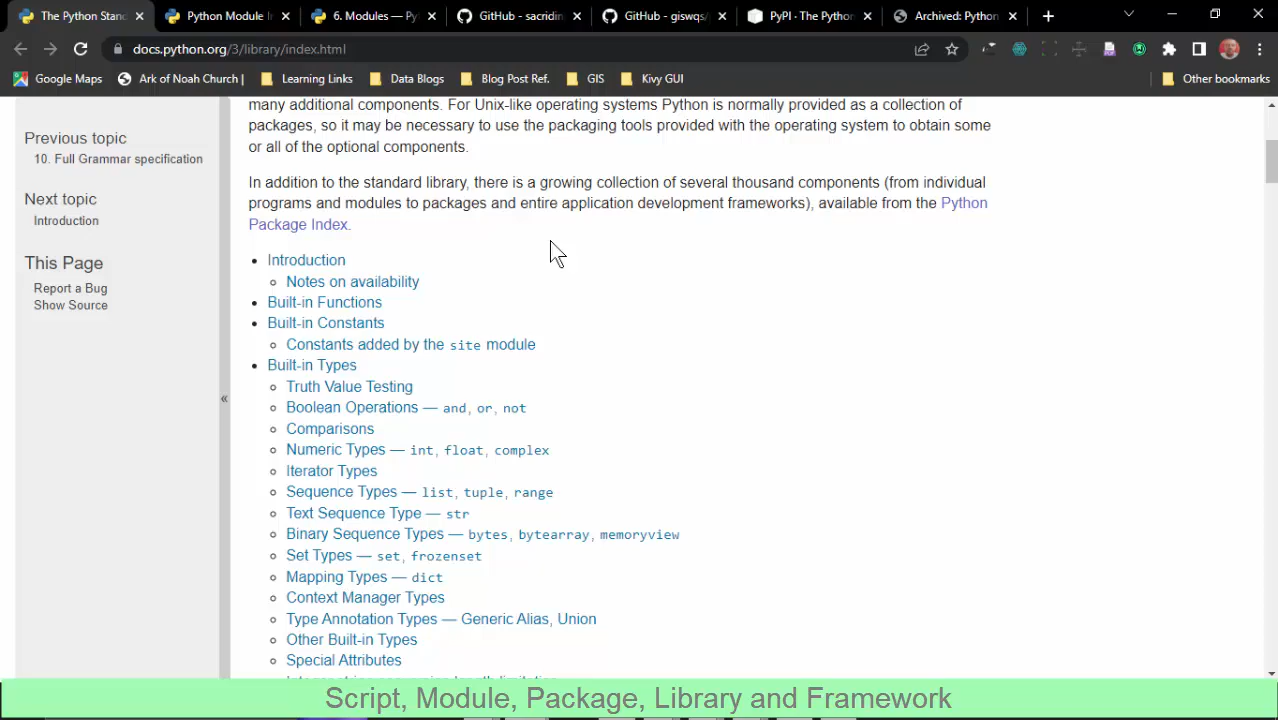 The Python Stan
Python Module I
6. Modules — Py
GitHub - sacridin
GitHub - giswqs/
PyPI - The Python
Archived: Python
docs.python.org/3/library/index.html
Google Maps
Ark of Noah Church |
Learning Links
Data Blogs
Blog Post Ref.
GIS
Kivy GUI
Other bookmarks
Previous topic
10. Full Grammar specification
Next topic
Introduction
This Page
Report a Bug
Show Source
«
many additional components. For Unix-like operating systems Python is normally provided as a collection of
packages, so it may be necessary to use the packaging tools provided with the operating system to obtain some
or all of the optional components.
In addition to the standard library, there is a growing collection of several thousand components (from individual
programs and modules to packages and entire application development frameworks), available from the Python
Package Index.
Introduction
Notes on availability
Built-in Functions
Built-in Constants
Constants added by the site module
Built-in Types
Truth Value Testing
Boolean Operations — and, or, not
Comparisons
Numeric Types — int, float, complex
Iterator Types
Sequence Types — list, tuple, range
Text Sequence Type — str
Binary Sequence Types — bytes, bytearray, memoryview
Set Types — set, frozenset
Mapping Types — dict
Context Manager Types
Type Annotation Types — Generic Alias, Union
Other Built-in Types
Special Attributes
Script, Module, Package, Library and Framework